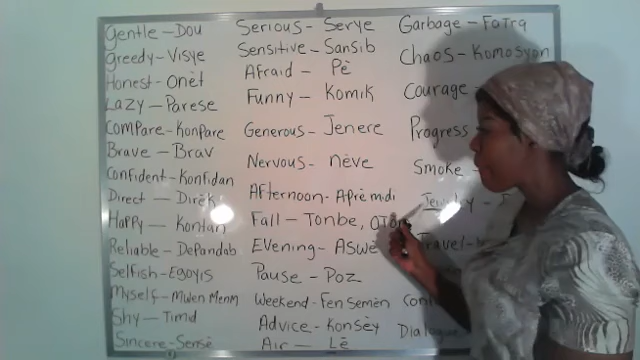 Gentle - Dou
Greedy - Visye
Honest - Onèt
Lazy - Parese
Compare - Konpare
Brave - Brav
Confident - Konfidan
Direct - Dirèk
Happy - Kontan
Reliable - Depandab
Selfish - Egoyis
Myself - Mwen Menm
Shy - Timid
Sincere - Sensè
Serious - Serye
Sensitive - Sansib
Afraid - Pè
Funny - Komik
Generous - Jenere
Nervous - nève
Afternoon - Aprè mdi
Fall - Tonbe,
Evening - Aswè
Pause - Poz
Weekend - Fen semèn
Advice - Konsèy
Air - Lè
Garbage - Fatra
Chaos - Komosyon
Courage -
Progress
Smoke -
Travel -
Dialogue